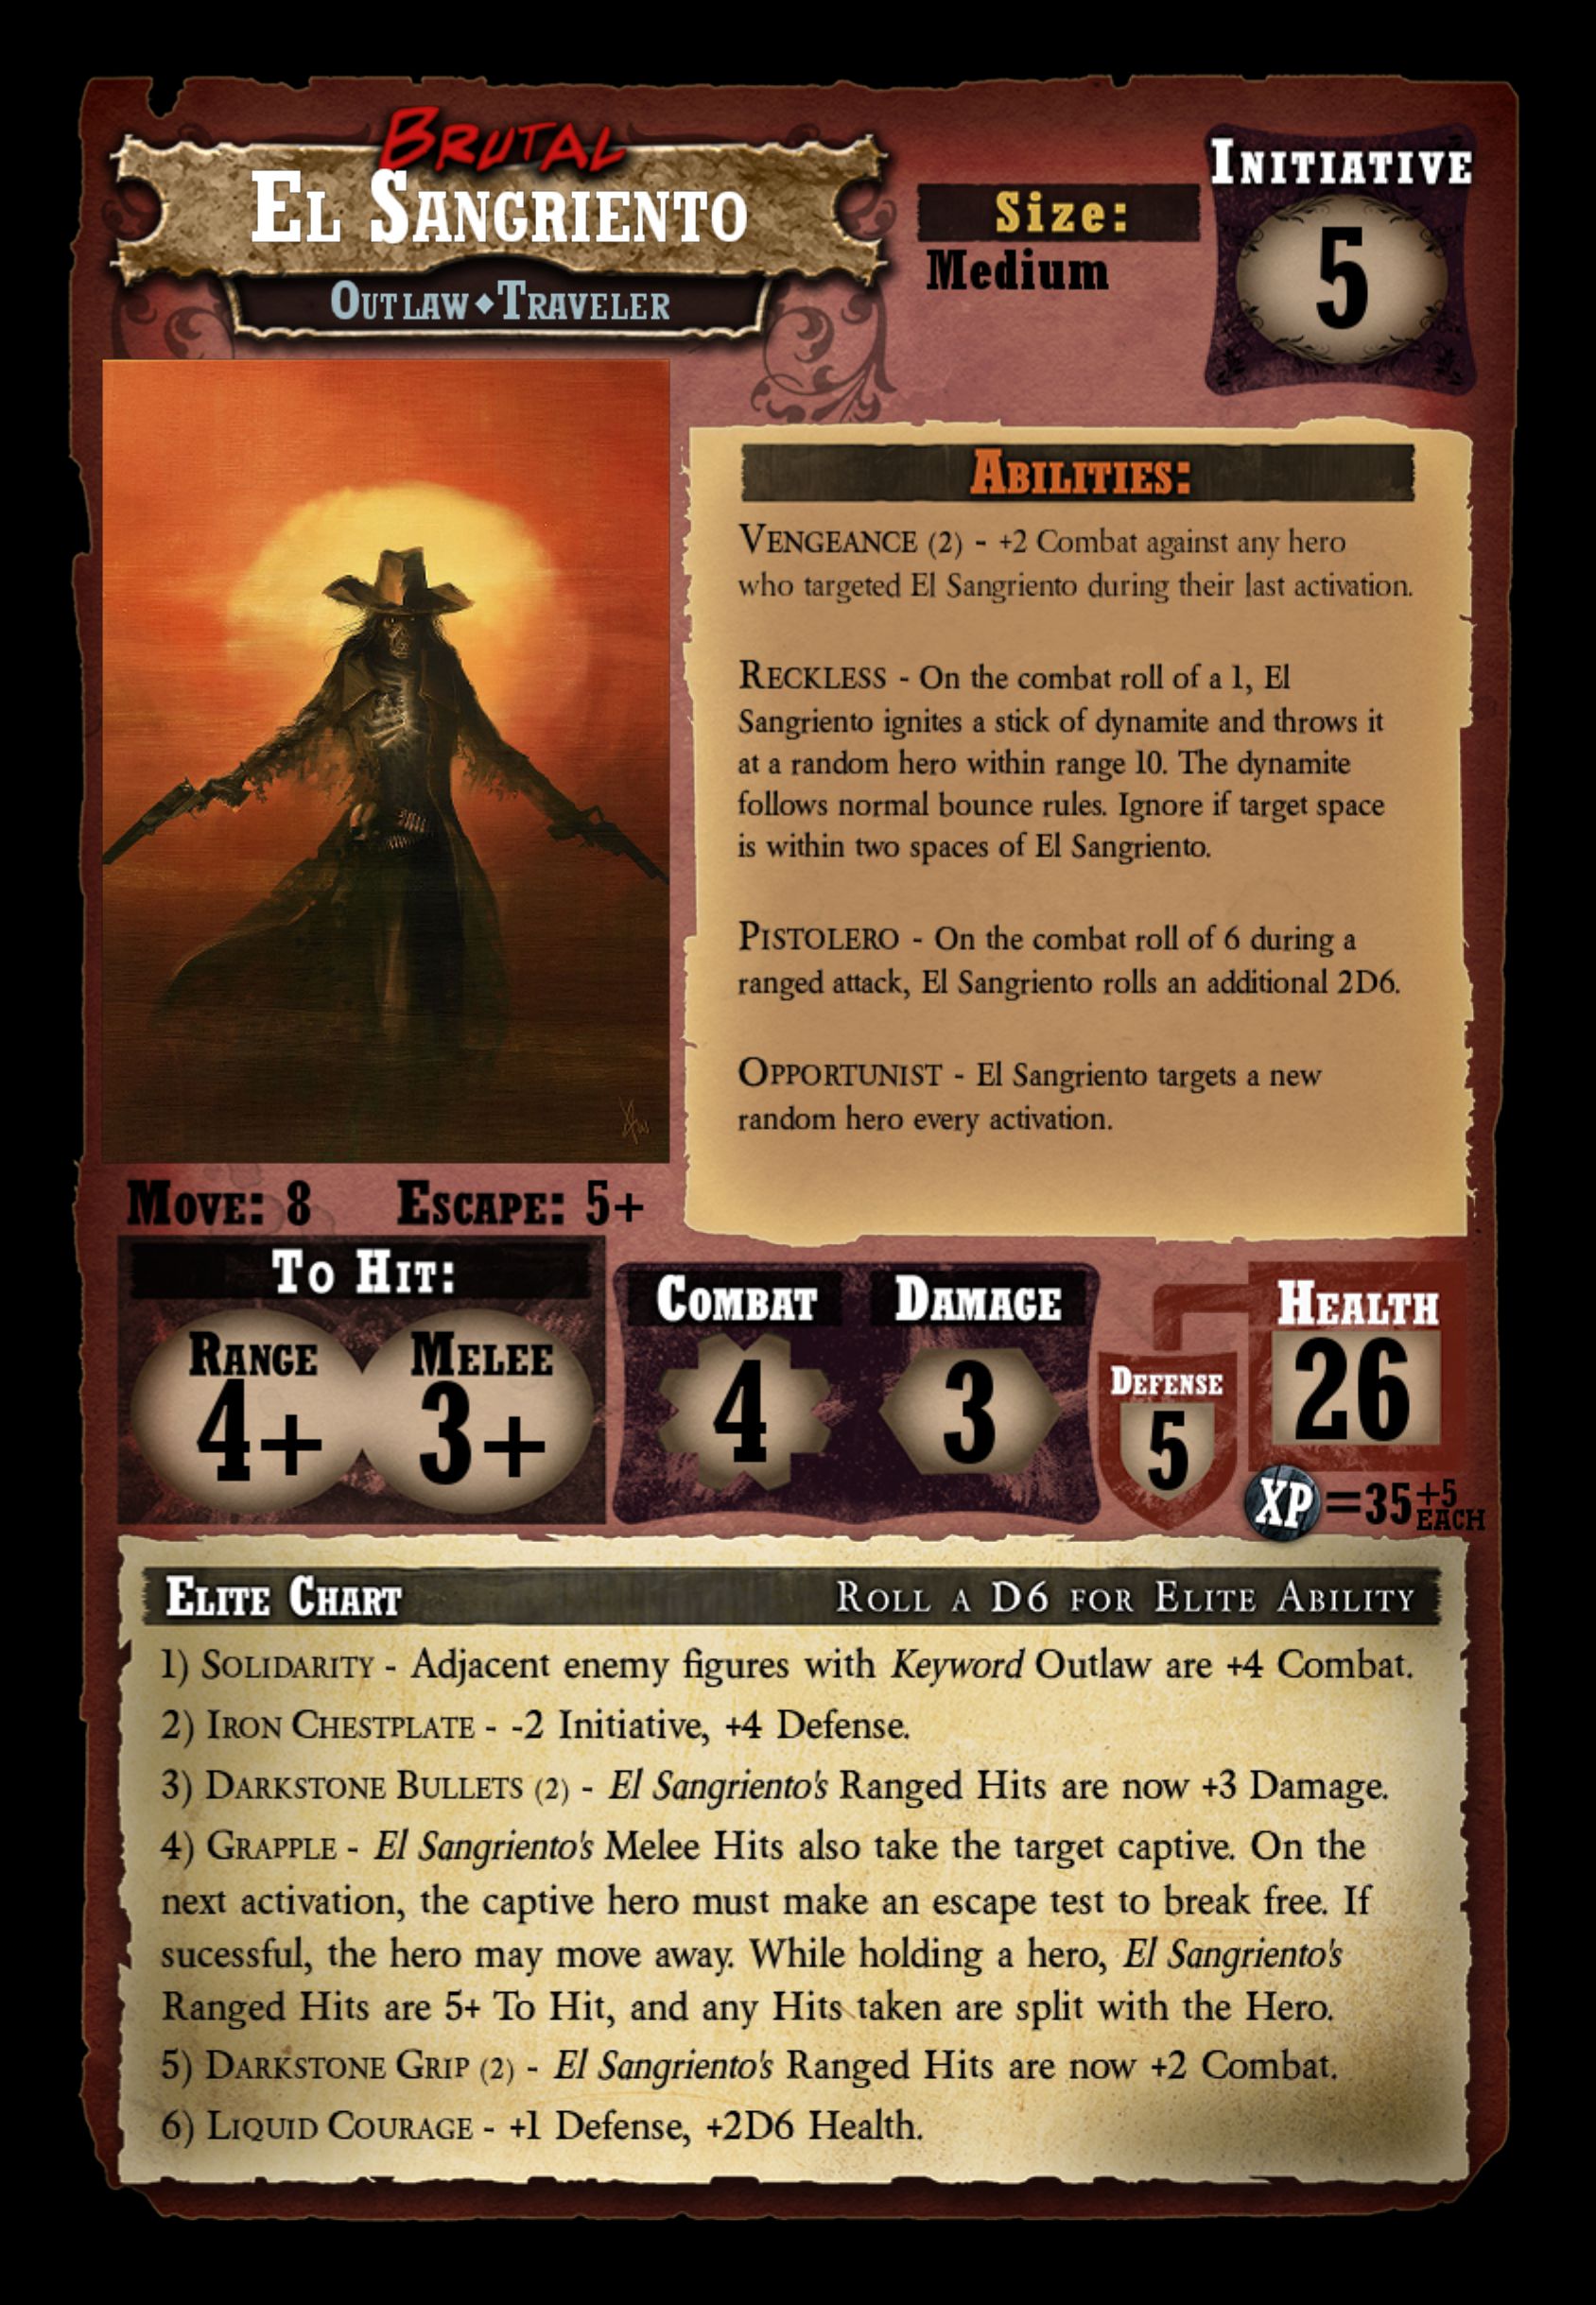 BRUTAL
EL SANGRIENTO
OUTLAW◆TRAVELER
Size:
Medium
INITIATIVE
5
ABILITIES:
VENGEANCE (2) - +2 Combat against any hero
who targeted El Sangriento during their last activation.
RECKLESS - On the combat roll of a 1, El
Sangriento ignites a stick of dynamite and throws it
at a random hero within range 10. The dynamite
follows normal bounce rules. Ignore if target space
is within two spaces of El Sangriento.
PISTOLERO - On the combat roll of 6 during a
ranged attack, El Sangriento rolls an additional 2D6.
OPPORTUNIST - El Sangriento targets a new
random hero every activation.
MOVE: 8 ESCAPE: 5+
TO HIT:
RANGE
4+
MELEE
3+
COMBAT
4
DAMAGE
3
DEFENSE
5
HEALTH
26
XP=35 +5 EACH
ELITE CHART ROLL A D6 FOR ELITE ABILITY
1) SOLIDARITY - Adjacent enemy figures with Keyword Outlaw are +4 Combat.
2) IRON CHESTPLATE - -2 Initiative, +4 Defense.
3) DARKSTONE BULLETS (2) - El Sangriento's Ranged Hits are now +3 Damage.
4) GRAPPLE - El Sangriento's Melee Hits also take the target captive. On the
next activation, the captive hero must make an escape test to break free. If
sucessful, the hero may move away. While holding a hero, El Sangriento's
Ranged Hits are 5+ To Hit, and any Hits taken are split with the Hero.
5) DARKSTONE GRIP (2) - El Sangriento's Ranged Hits are now +2 Combat.
6) LIQUID COURAGE - +1 Defense, +2D6 Health.